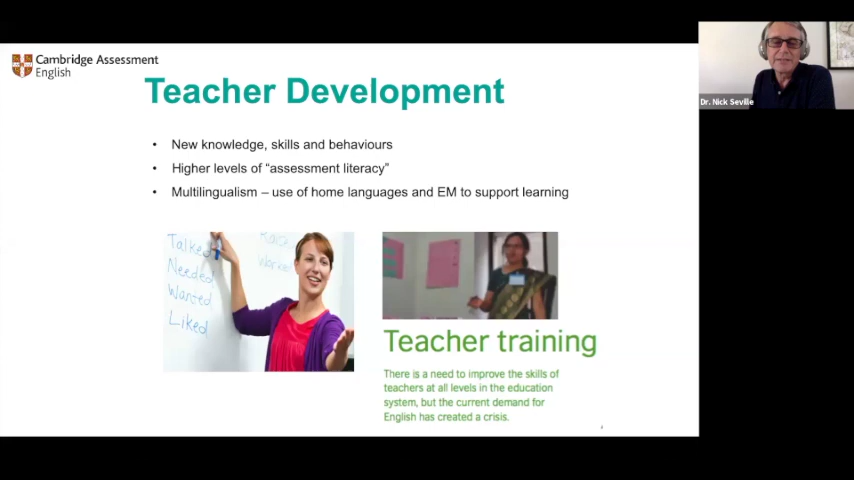 Cambridge Assessment
English
Teacher Development
• New knowledge, skills and behaviours
• Higher levels of “assessment literacy”
• Multilingualism – use of home languages and EM to support learning
Talked
Needed
Wanted
Liked
Teacher training
There is a need to improve the skills of
teachers at all levels in the education
system, but the current demand for
English has created a crisis.
Dr. Nick Seville